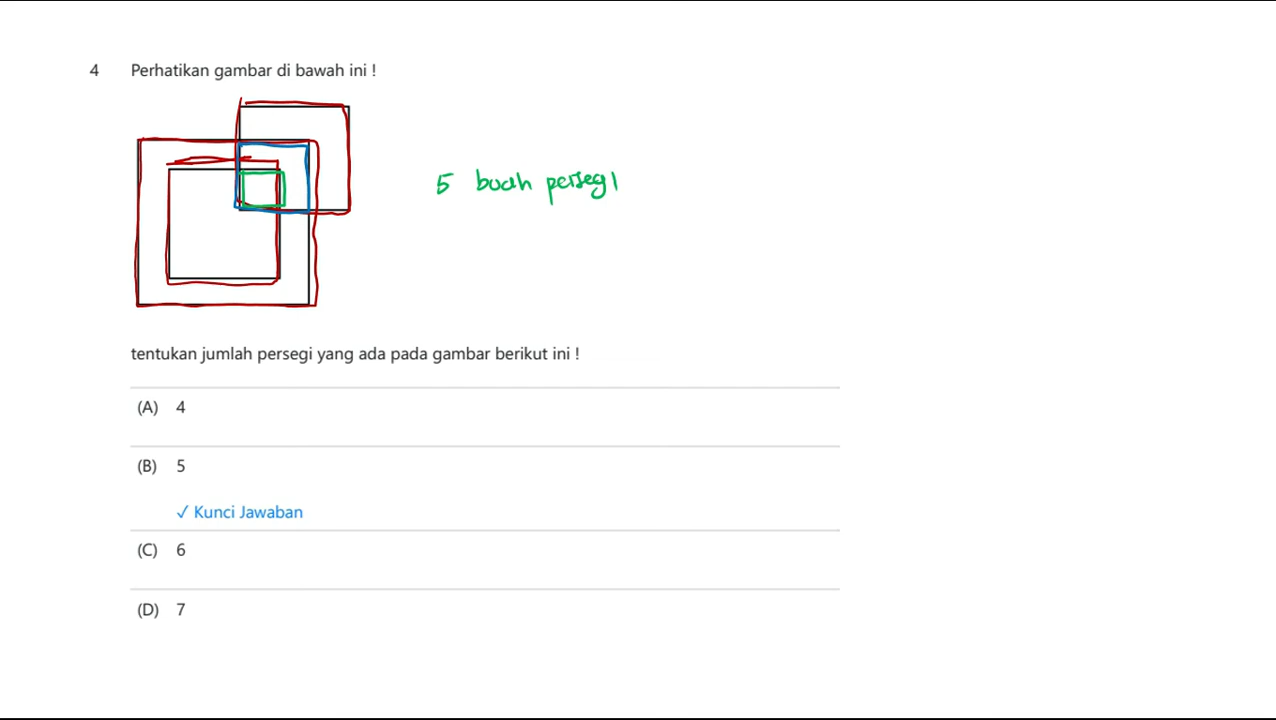 4 Perhatikan gambar di bawah ini !
5 buah persegi
tentukan jumlah persegi yang ada pada gambar berikut ini !
(A) 4
(B) 5
✓ Kunci Jawaban
(C) 6
(D) 7